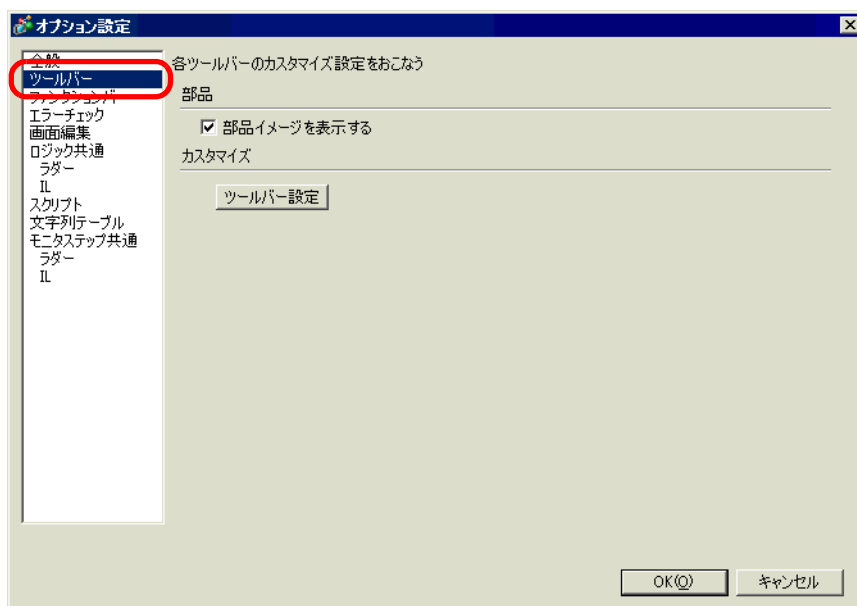 オプション設定
全般
ツールバー
ファンクションバー
エラーチェック
画面編集
ロジック共通
ラダー
IL
スクリプト
文字列テーブル
モニタステップ共通
ラダー
IL
各ツールバーのカスタマイズ設定をおこなう
部品
部品イメージを表示する
カスタマイズ
ツールバー設定
OK(O)
キャンセル